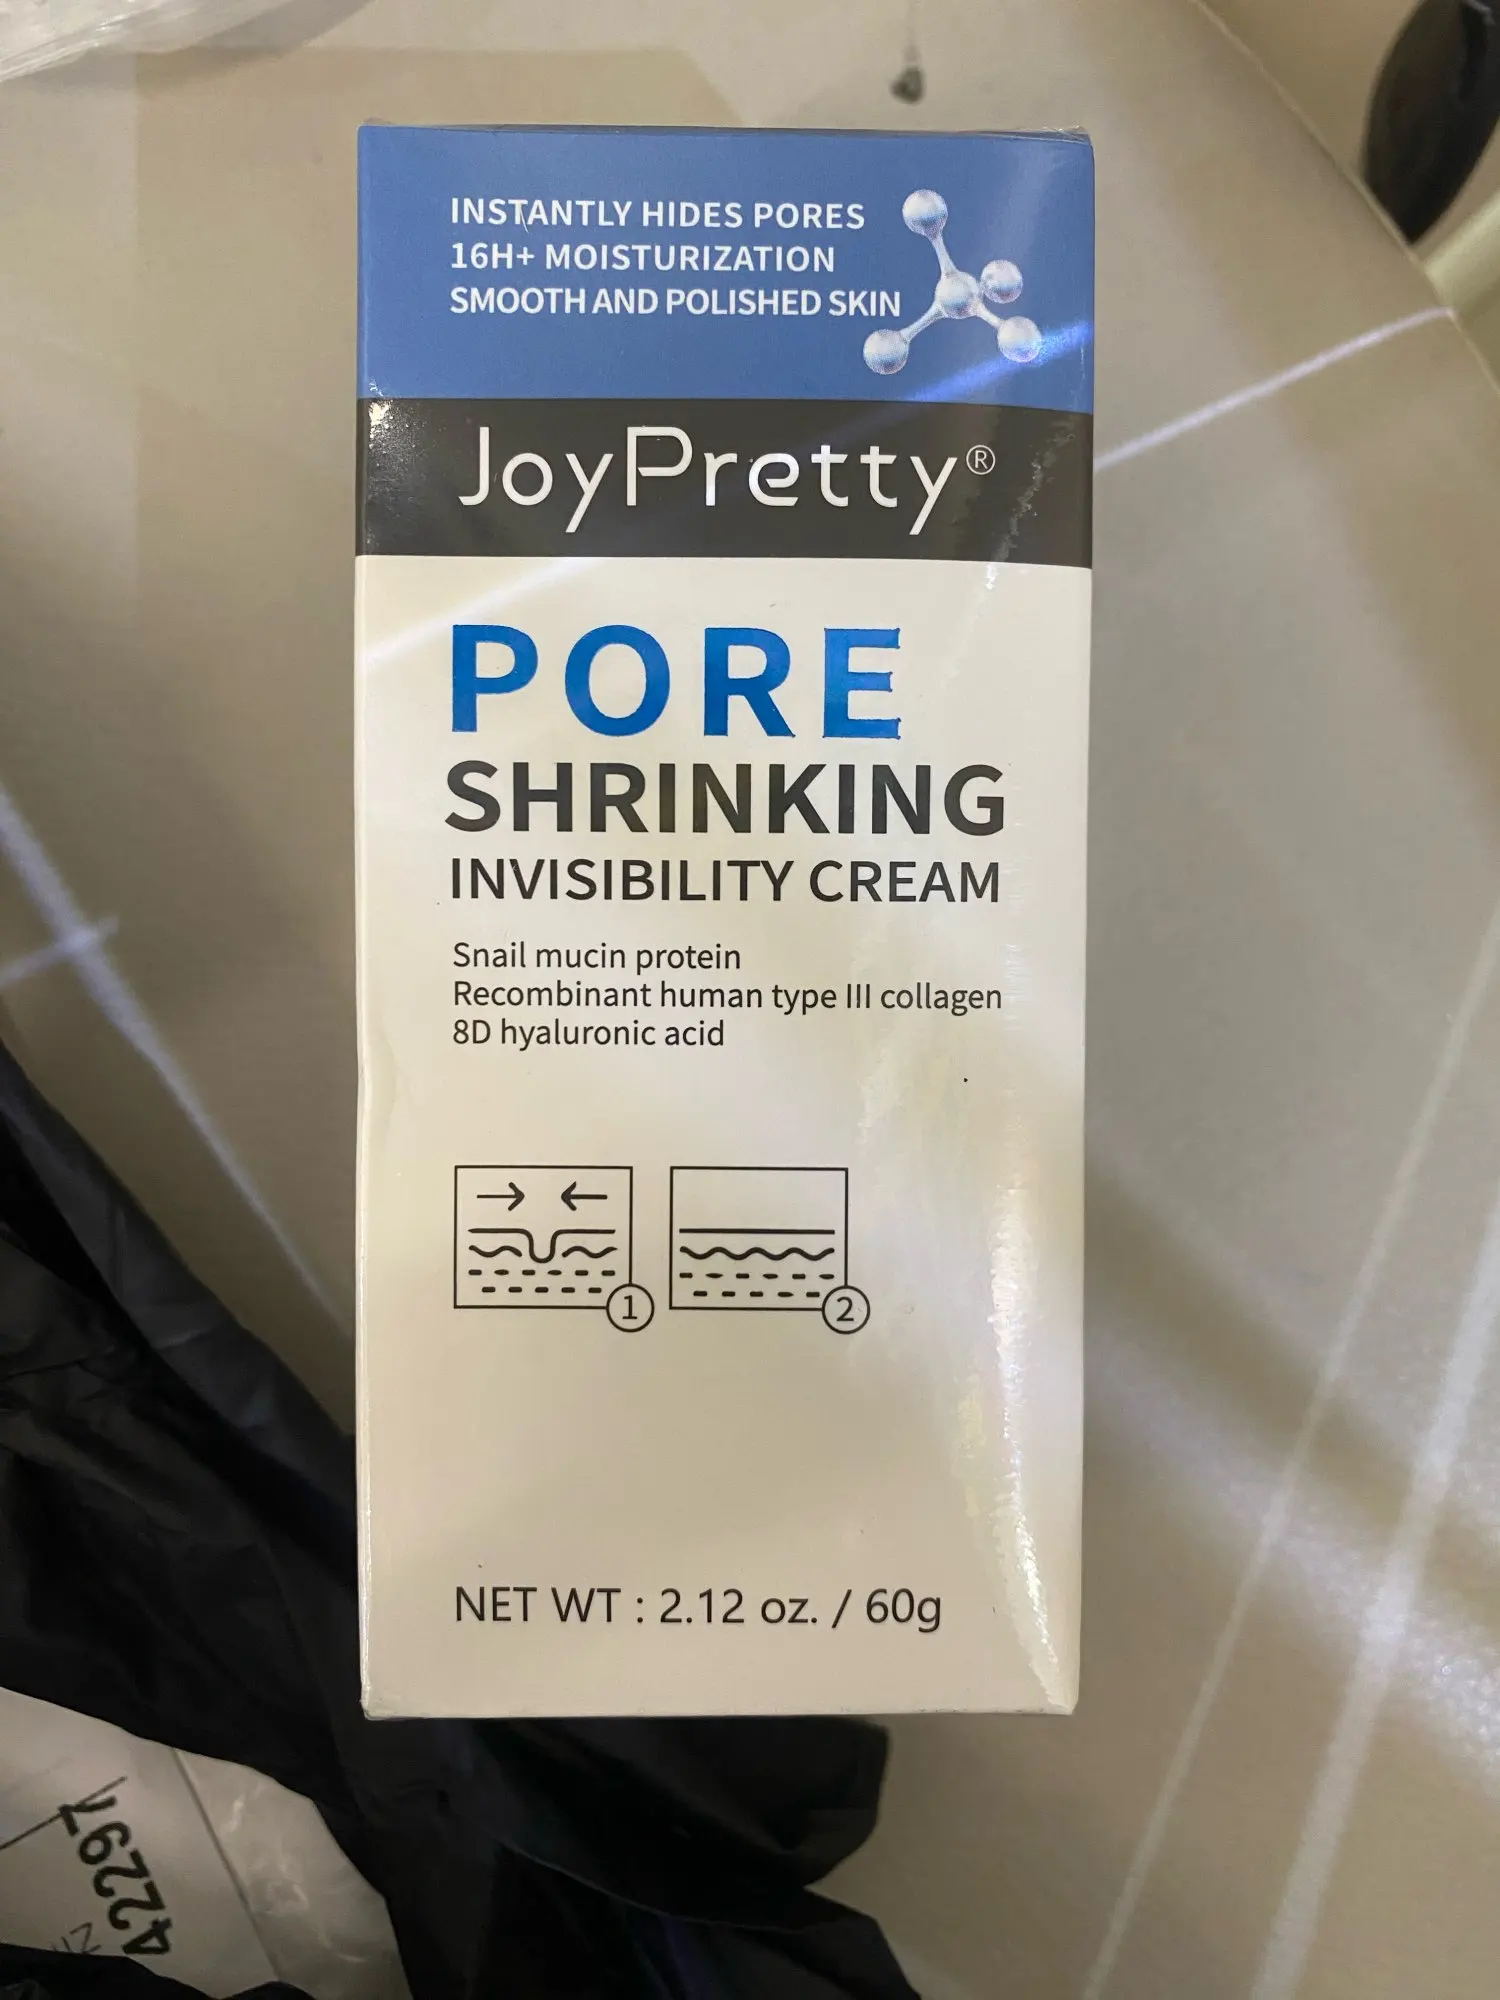 INSTANTLY HIDES PORES
16H+ MOISTURIZATION
SMOOTH AND POLISHED SKIN
JoyPretty®
PORE
SHRINKING
INVISIBILITY CREAM
Snail mucin protein
Recombinant human type III collagen
8D hyaluronic acid
1
2
NET WT : 2.12 oz. / 60g
42297